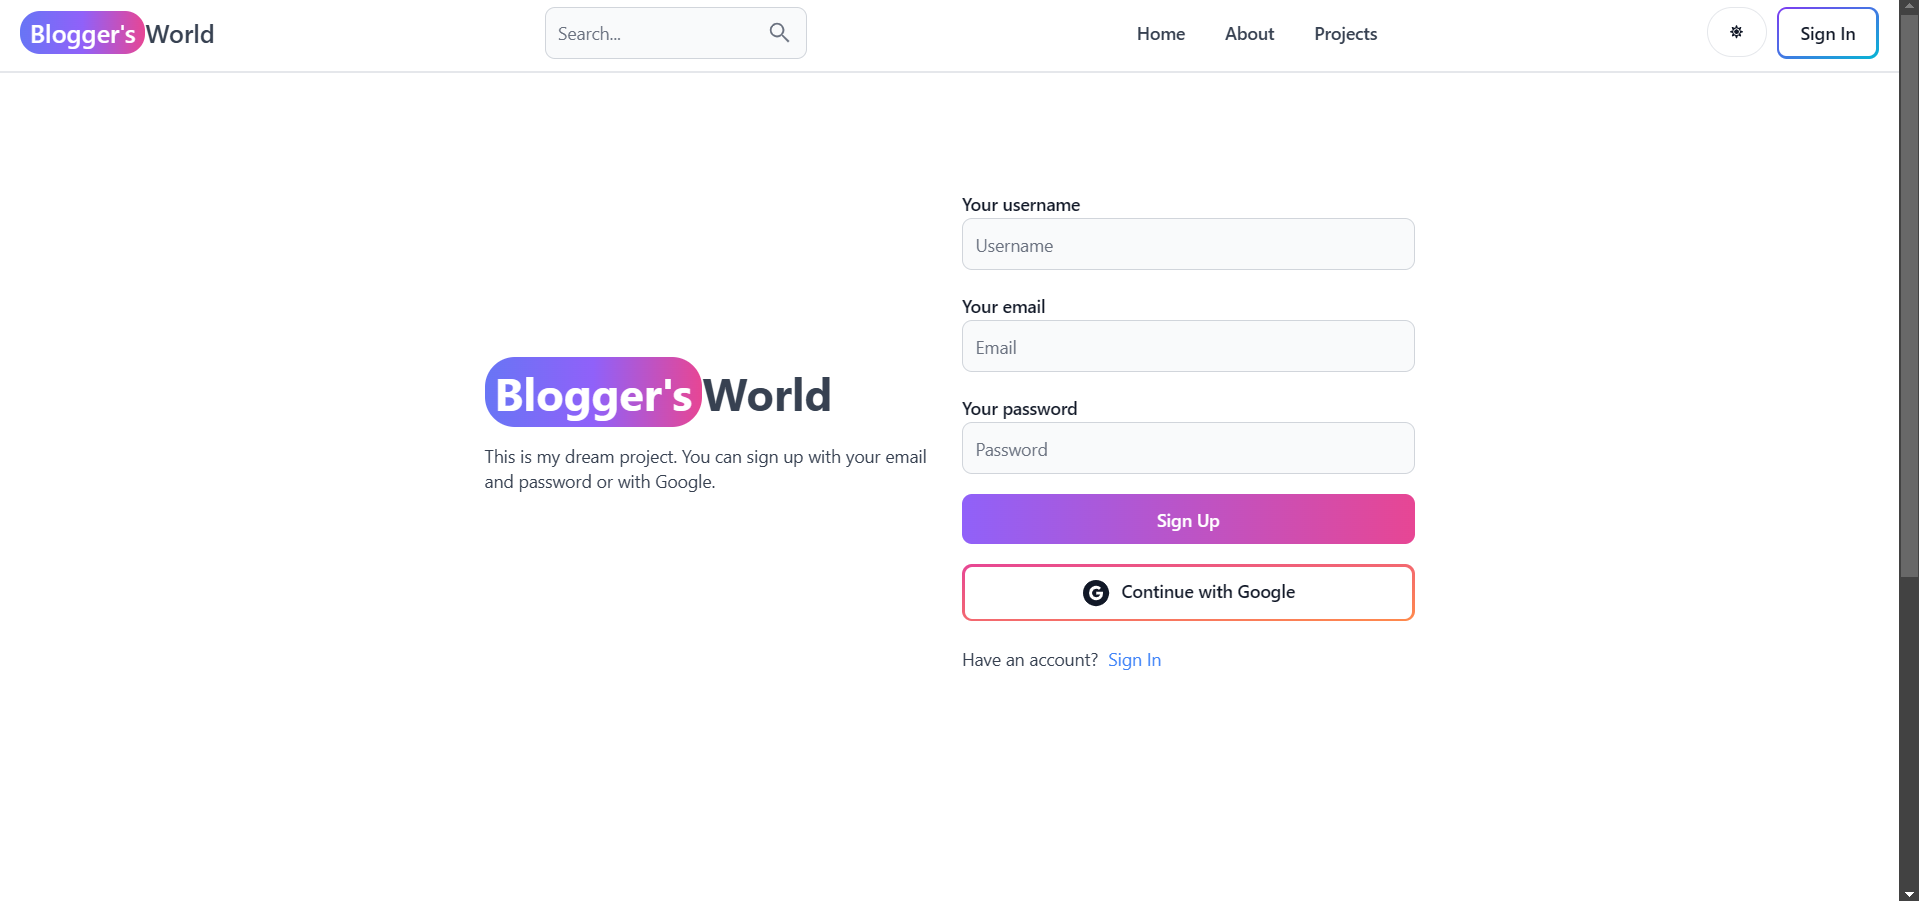 Blogger's World
Search...
Home
About
Projects
Sign In
Your username
Username
Your email
Email
Blogger's World
This is my dream project. You can sign up with your email
and password or with Google.
Your password
Password
Sign Up
G Continue with Google
Have an account? Sign In